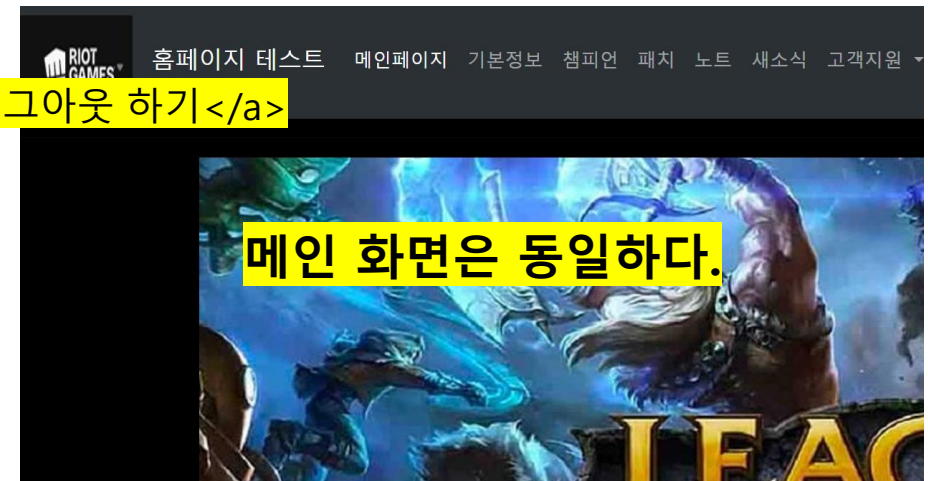 RIOT
GAMES
홈페이지 테스트 메인페이지 기본정보 챔피언 패치 노트 새소식 고객지원
그아웃 하기</a>
메인 화면은 동일하다.
LEAG